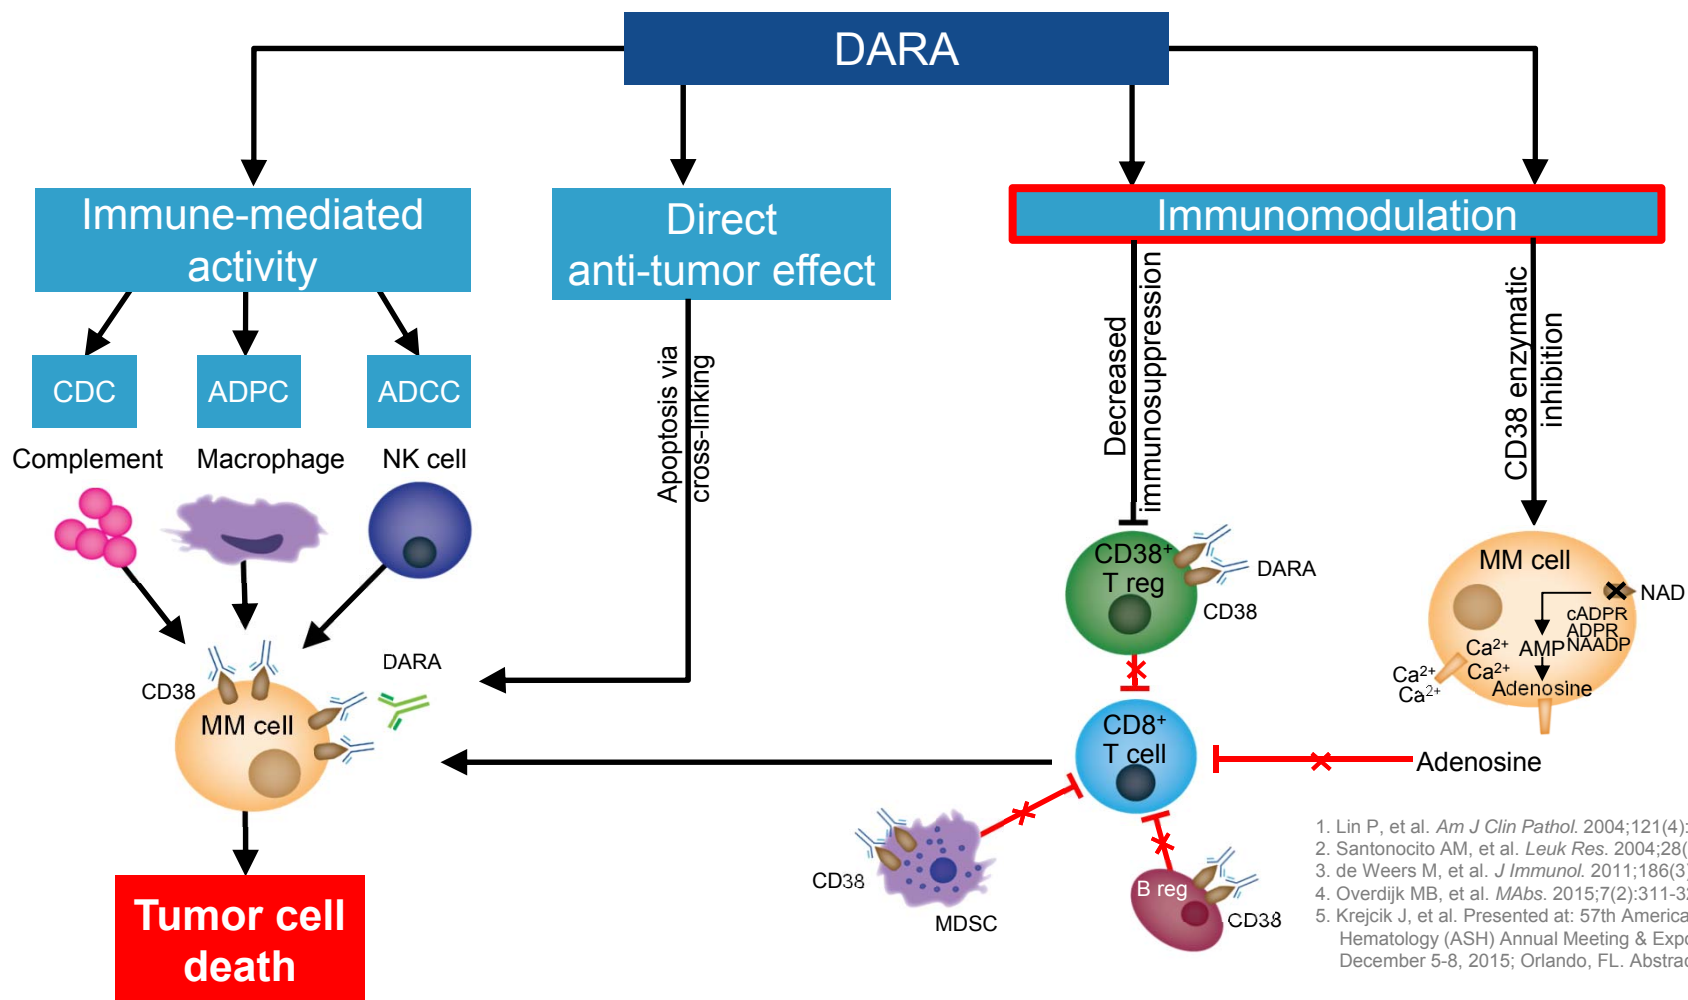 DARA
Immune-mediated
activity
Direct
anti-tumor effect
Immunomodulation
CDC
ADPC
ADCC
Complement
Macrophage
NK cell
Apoptosis via
cross-linking
Decreased
immunosuppression
CD38 enzymatic
inhibition
CD38+
T reg
DARA
CD38
MM cell
NAD
cADPR
ADPR
NAADP
AMP
Ca2+
Ca2+
Ca2+
Ca2+
Adenosine
DARA
CD38
MM cell
CD8+
T cell
Adenosine
CD38
MDSC
B reg
CD38
Tumor cell
death
1. Lin P, et al. Am J Clin Pathol. 2004;121(4):
2. Santonocito AM, et al. Leuk Res. 2004;28(
3. de Weers M, et al. J Immunol. 2011;186(3)
4. Overdijk MB, et al. MAbs. 2015;7(2):311-32
5. Krejcik J, et al. Presented at: 57th America
Hematology (ASH) Annual Meeting & Expo
December 5-8, 2015; Orlando, FL. Abstrac